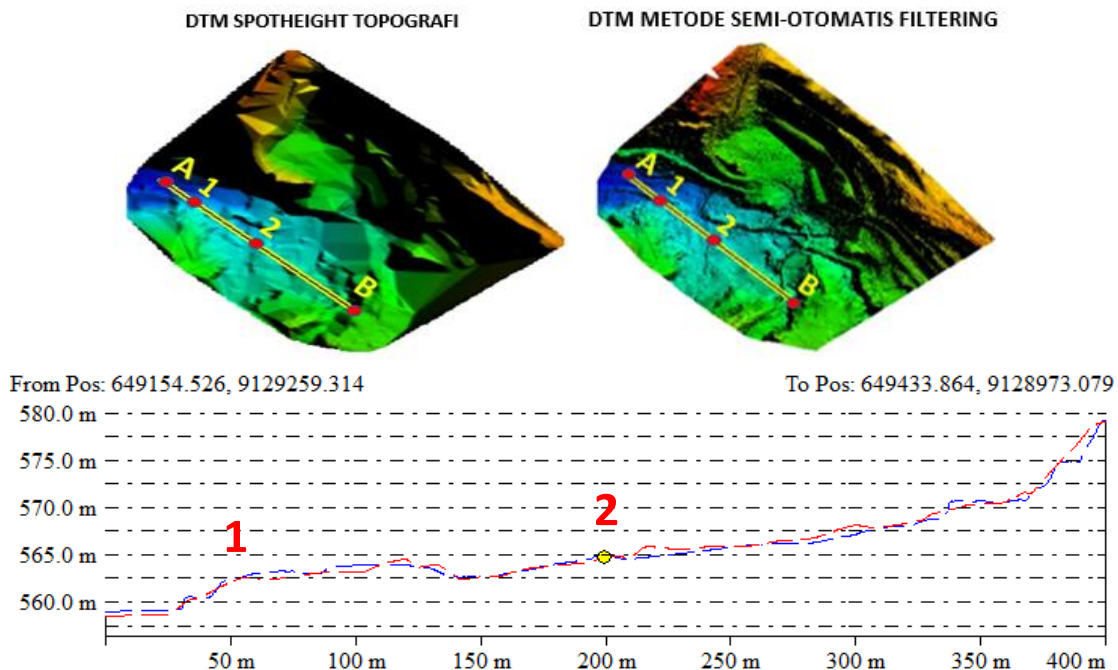 DTM SPOTHEIGHT TOPOGRAFI
DTM METODE SEMI-OTOMATIS FILTERING
A
1
2
B
A
1
2
B
From Pos: 649154.526, 9129259.314
To Pos: 649433.864, 9128973.079
580.0 m
575.0 m
570.0 m
565.0 m
560.0 m
1
2
50 m
100 m
150 m
200 m
250 m
300 m
350 m
400 m